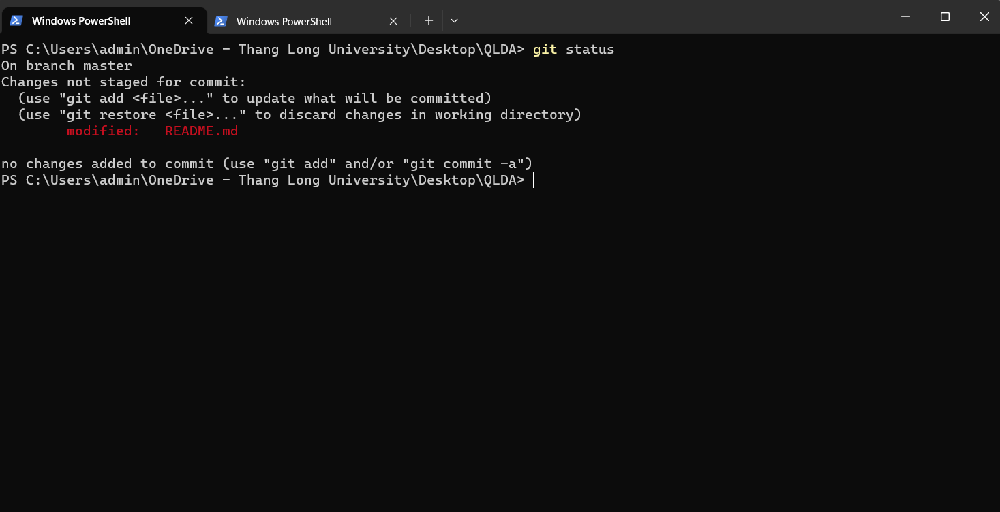 Windows PowerShell
Windows PowerShell
PS C:\Users\admin\OneDrive - Thang Long University\Desktop\QLDA> git status
On branch master
Changes not staged for commit:
  (use "git add <file>..." to update what will be committed)
  (use "git restore <file>..." to discard changes in working directory)
        modified:   README.md

no changes added to commit (use "git add" and/or "git commit -a")
PS C:\Users\admin\OneDrive - Thang Long University\Desktop\QLDA>